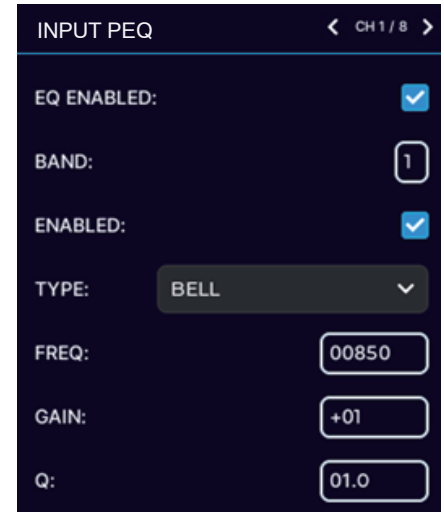 INPUT PEQ < CH 1 / 8 >
EQ ENABLED:
BAND: 1
ENABLED:
TYPE: BELL
FREQ: 00850
GAIN: +01
Q: 01.0